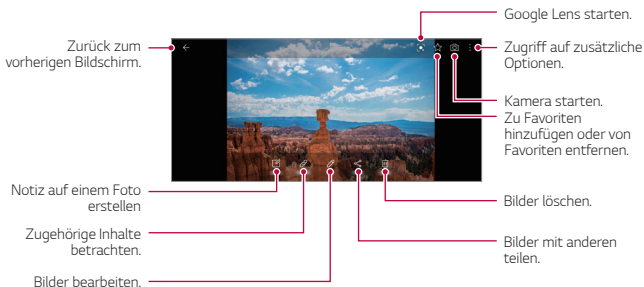 Google Lens starten.
Zurück zum
vorherigen Bildschirm.
Zugriff auf zusätzliche
Optionen.
Kamera starten.
Zu Favoriten
hinzufügen oder von
Favoriten entfernen.
Notiz auf einem Foto
erstellen
Bilder löschen.
Zugehörige Inhalte
betrachten.
Bilder mit anderen
teilen.
Bilder bearbeiten.